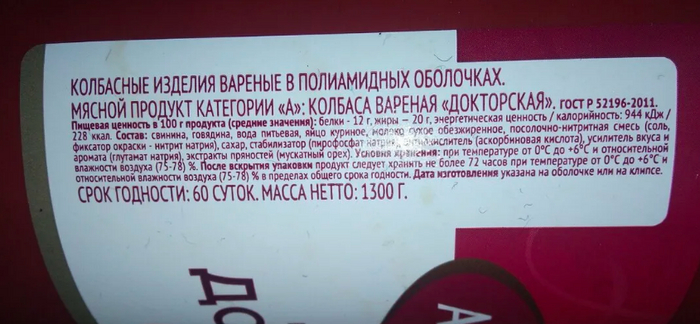 КОЛБАСНЫЕ ИЗДЕЛИЯ ВАРЕНЫЕ В ПОЛИАМИДНЫХ ОБОЛОЧКАХ.
МЯСНОЙ ПРОДУКТ КАТЕГОРИИ «А»: КОЛБАСА ВАРЕНАЯ «ДОКТОРСКАЯ». ГОСТ Р 52196-2011.
Пищевая ценность в 100 г продукта (средние значения): белки - 12 г, жиры — 20 г, энергетическая ценность / калорийность: 944 кДж /
228 ккал. Состав: свинина, говядина, вода питьевая, яйцо куриное, молоко сухое обезжиренное, посолочно-нитритная смесь (соль,
фиксатор окраски - нитрит натрия), сахар, стабилизатор (пирофосфат натрия), антиокислитель (аскорбиновая кислота), усилитель вкуса и
аромата (глутамат натрия), экстракты пряностей (мускатный орех). Условия хранения: при температуре от 0°С до +6°С и относительной
влажности воздуха (75-78) %. После вскрытия упаковки продукт следует хранить не более 72 часов при температуре от 0°С до +6°С и
относительной влажности воздуха (75-78) % в пределах общего срока годности. Дата изготовления указана на оболочке или на клипсе.
СРОК ГОДНОСТИ: 60 СУТОК. МАССА НЕТТО: 1300 Г.
ДО
А